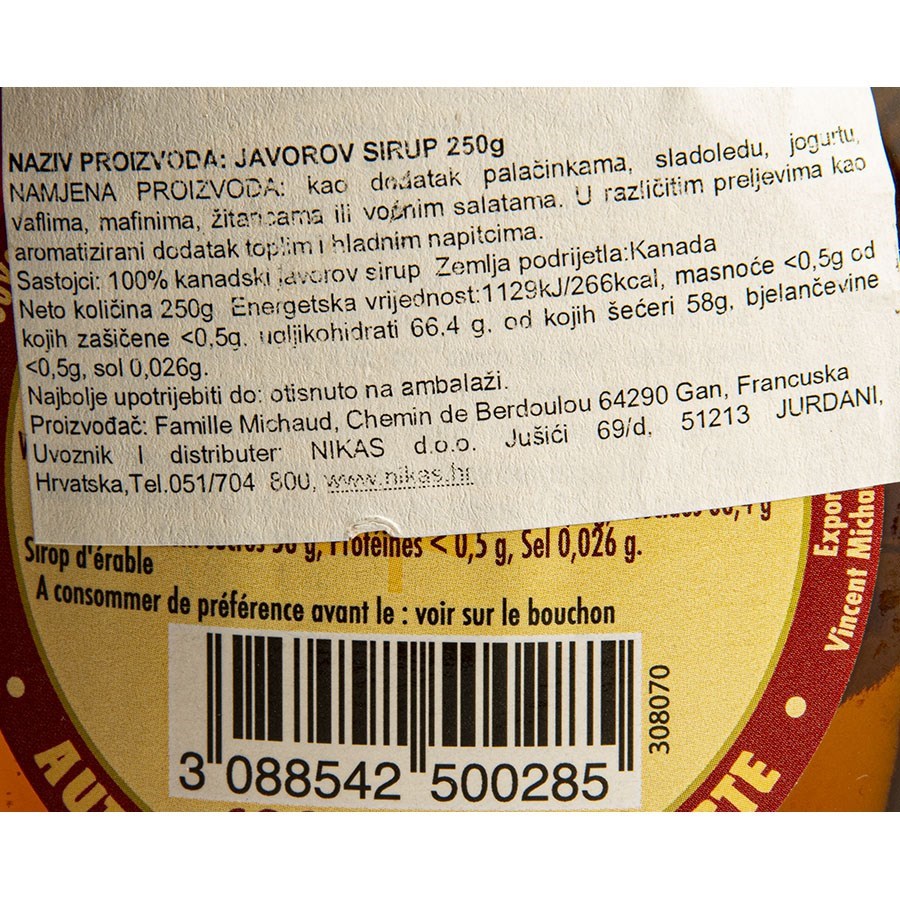 NAZIV PROIZVODA: JAVOROV SIRUP 250g
NAMJENA PROIZVODA: kao dodatak palačinkama, sladoledu, jogurtu,
vaflima, mafinima, žitaricama ili voćnim salatama. U različitim preljevima kao
aromatizirani dodatak toplim i hladnim napitcima.
Sastojci: 100% kanadski javorov sirup Zemlja podrijetla:Kanada
Neto količina 250g Energetska vrijednost:1129kJ/266kcal, masnoće <0,5g od
kojih zašičene <0,5g. ugljikohidrati 66,4 g. od kojih šećeri 58g, bjelančevine
<0,5g, sol 0,026g.
Najbolje upotrijebiti do: otisnuto na ambalaži.
Proizvođač: Famille Michaud, Chemin de Berdoulou 64290 Gan, Francuska
Uvoznik I distributer: NIKAS d.o.o. Jušići 69/d, 51213 JURDANI,
Hrvatska,Tel.051/704 800, www.nikas.hr
g, Protéines < 0,5 g, Sel 0,026 g.
Sirop d'érable
A consommer de préférence avant le : voir sur le bouchon
3 088542 500285
308070
Vincent